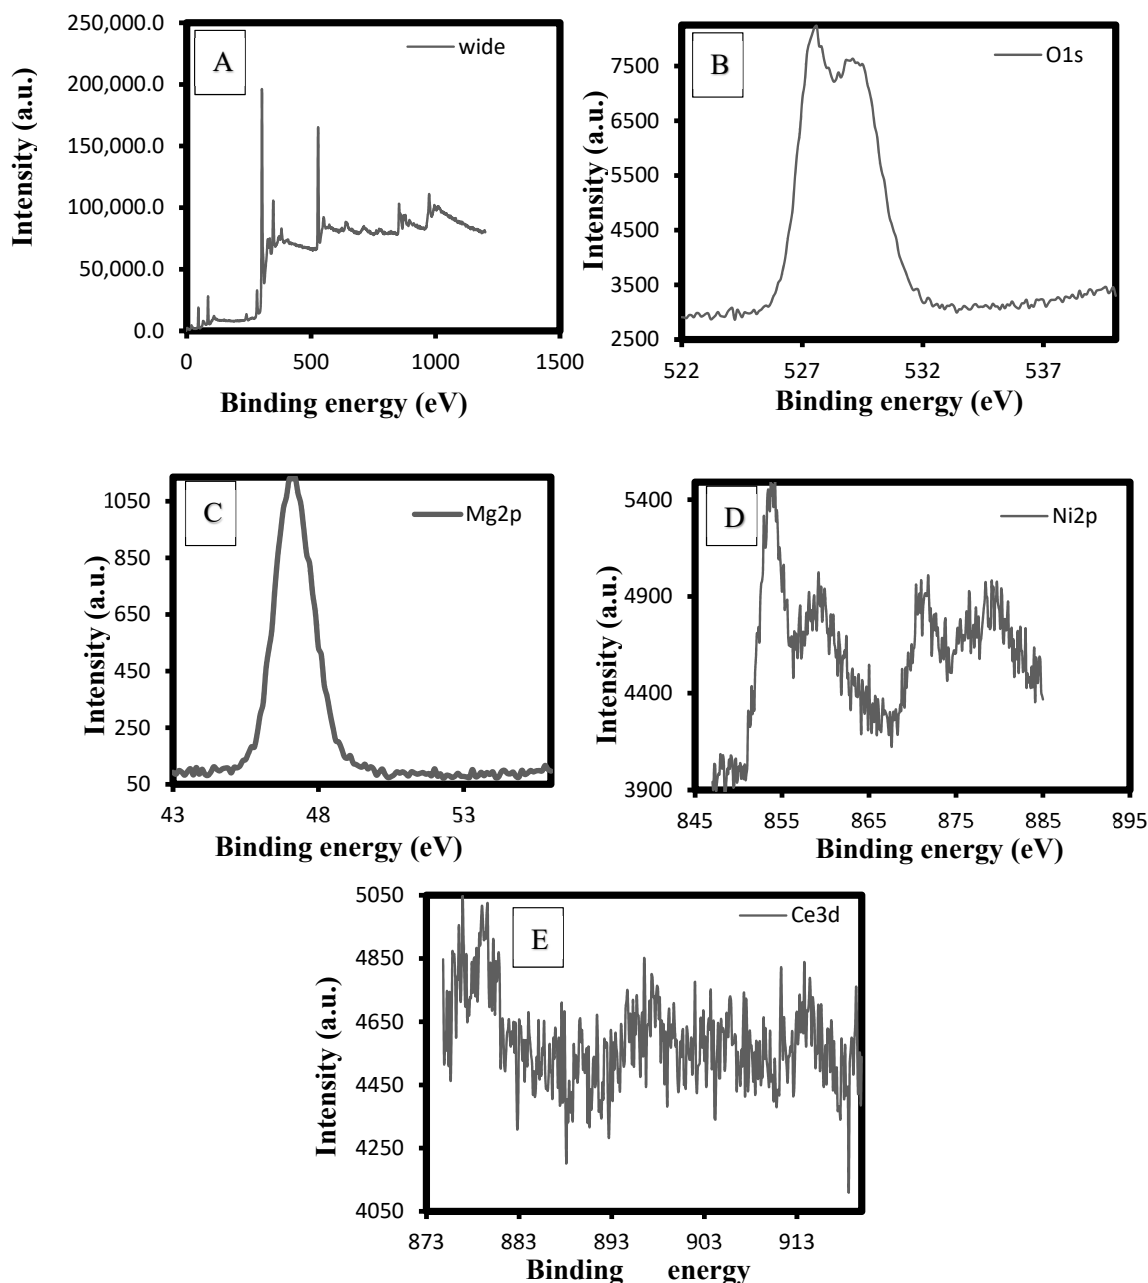 A
wide
Intensity (a.u.)
250,000.0
200,000.0
150,000.0
100,000.0
50,000.0
0.0
0 500 1000 1500
Binding energy (eV)
B
O1s
Intensity (a.u.)
7500
6500
5500
4500
3500
2500
522 527 532 537
Binding energy (eV)
C
Mg2p
Intensity (a.u.)
1050
850
650
450
250
50
43 48 53
Binding energy (eV)
D
Ni2p
Intensity (a.u.)
5400
4900
4400
3900
845 855 865 875 885 895
Binding energy (eV)
E
Ce3d
Intensity (a.u.)
5050
4850
4650
4450
4250
4050
873 883 893 903 913
Binding energy